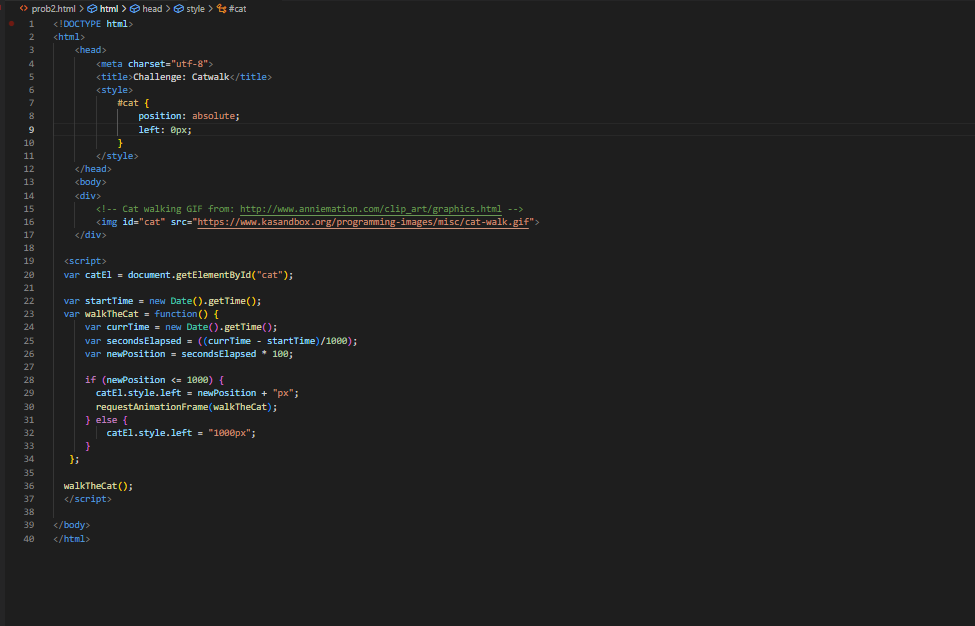 prob2.html > html > head > style > #cat
1 <!DOCTYPE html>
2 <html>
3 <head>
4 <meta charset="utf-8">
5 <title>Challenge: Catwalk</title>
6 <style>
7 #cat {
8 position: absolute;
9 left: 0px;
10 }
11 </style>
12 </head>
13 <body>
14 <div>
15 <!-- Cat walking GIF from: http://www.anniemation.com/clip_art/graphics.html -->
16 <img id="cat" src="https://www.kasandbox.org/programming-images/misc/cat-walk.gif">
17 </div>
18
19 <script>
20 var catEl = document.getElementById("cat");
21
22 var startTime = new Date().getTime();
23 var walkTheCat = function() {
24 var currTime = new Date().getTime();
25 var secondsElapsed = ((currTime - startTime)/1000);
26 var newPosition = secondsElapsed * 100;
27
28 if (newPosition <= 1000) {
29 catEl.style.left = newPosition + "px";
30 requestAnimationFrame(walkTheCat);
31 } else {
32 catEl.style.left = "1000px";
33 }
34 };
35
36 walkTheCat();
37 </script>
38
39 </body>
40 </html>